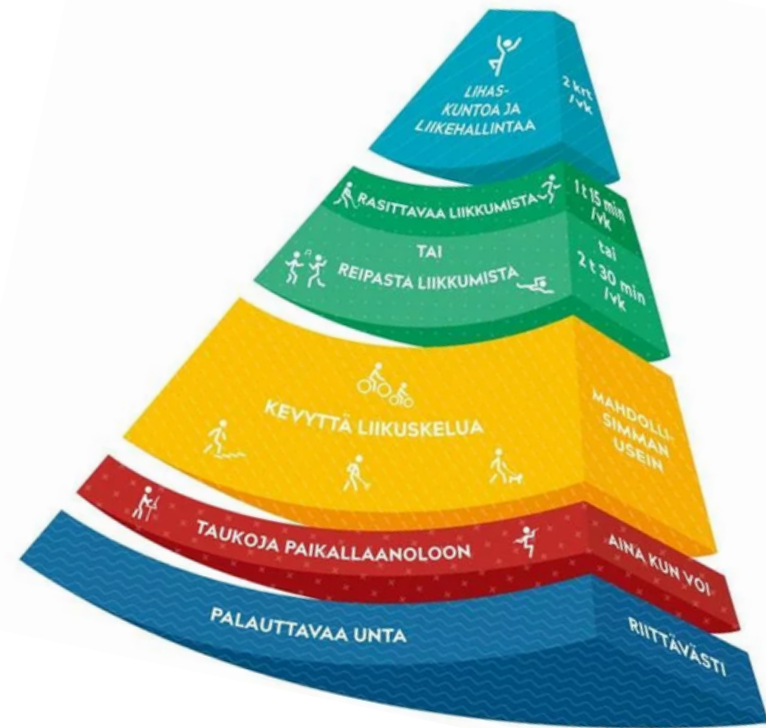 LIHAS-
KUNTOA JA
LIIKEHALLINTAA
2 krt
/vk
RASITTAVAA LIIKKUMISTA
1 t 15 min
/vk
TAI
REIPASTA LIIKKUMISTA
tai
2 t 30 min
/vk
KEVYTTÄ LIIKUSKELUA
MAHDOLLI-
SIMMAN
USEIN
TAUKOJA PAIKALLAANOLOON
AINA KUN VOI
PALAUTTAVAA UNTA
RIITTÄVÄSTI